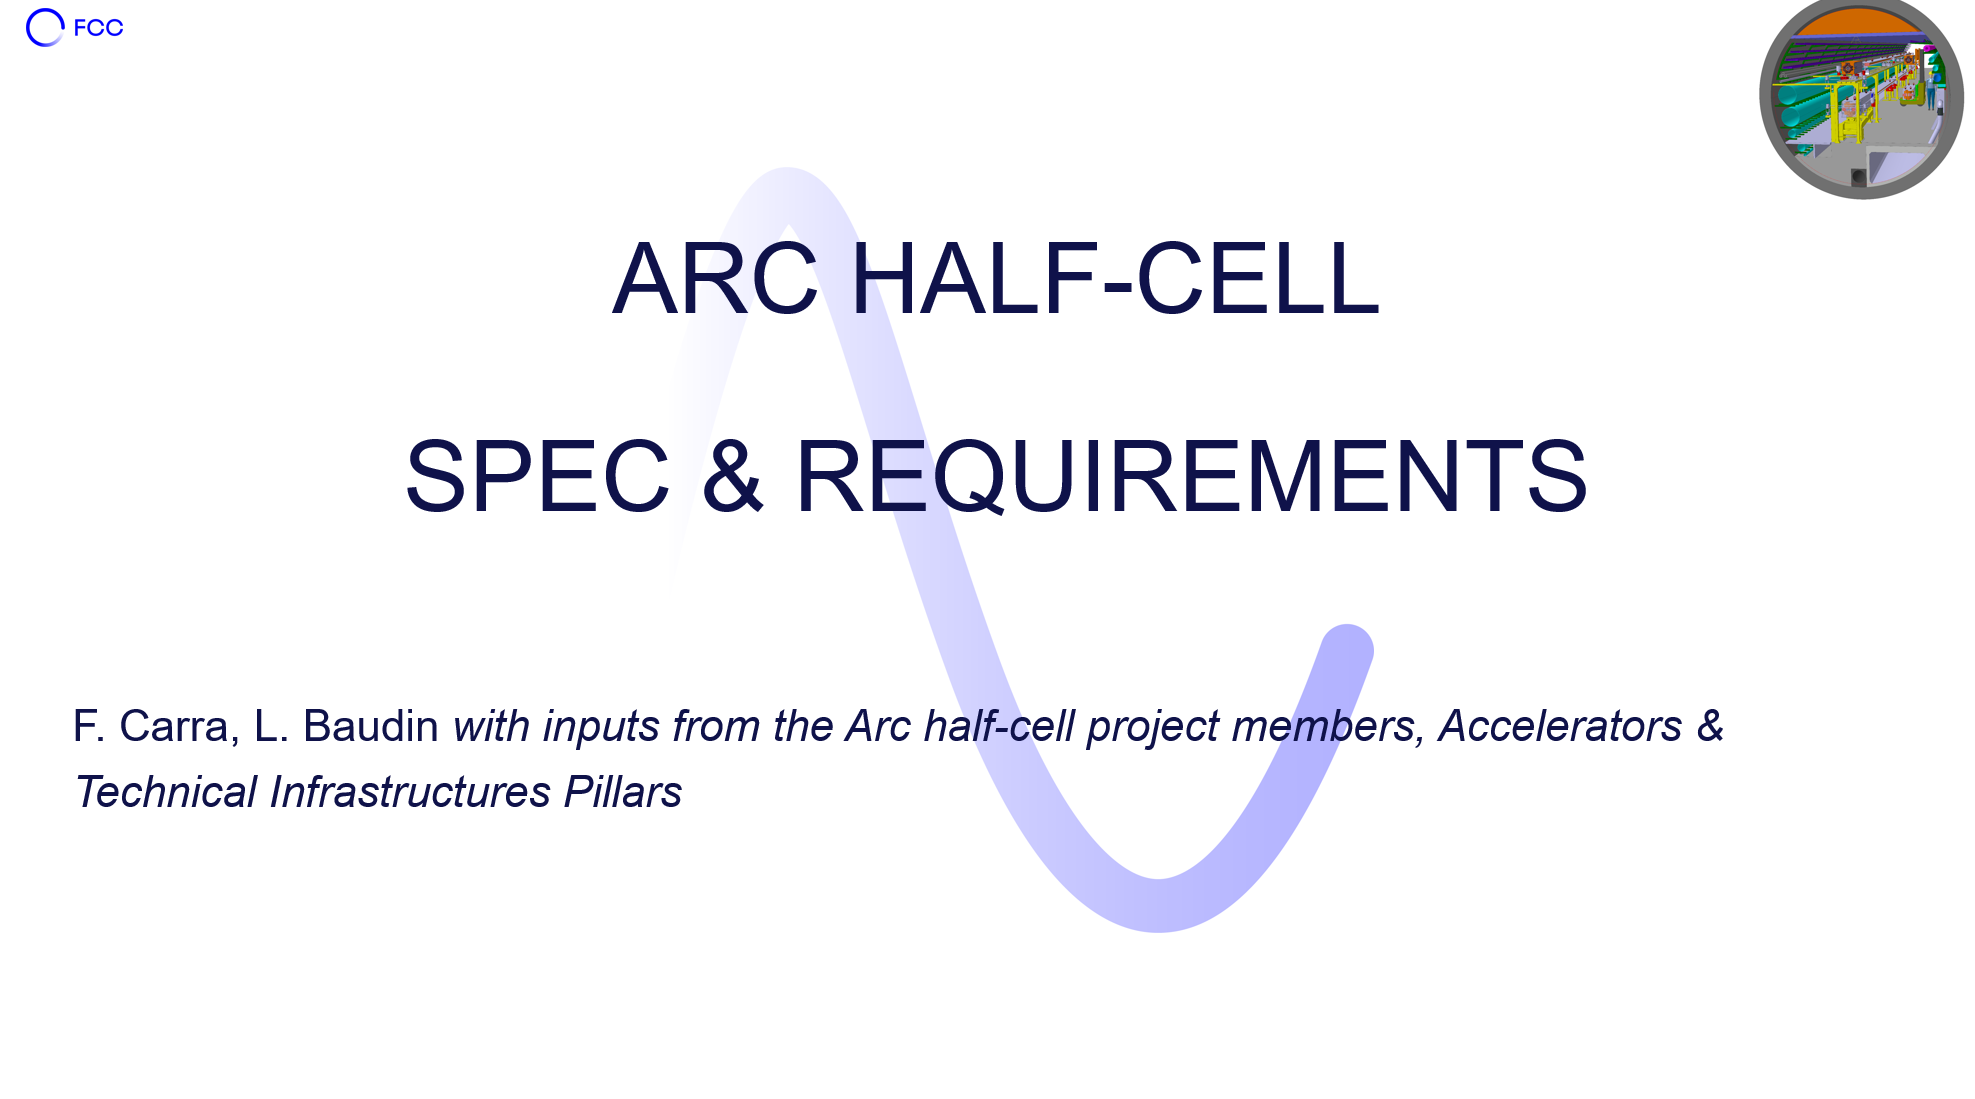 FCC
ARC HALF-CELL
SPEC & REQUIREMENTS
F. Carra, L. Baudin with inputs from the Arc half-cell project members, Accelerators &
Technical Infrastructures Pillars